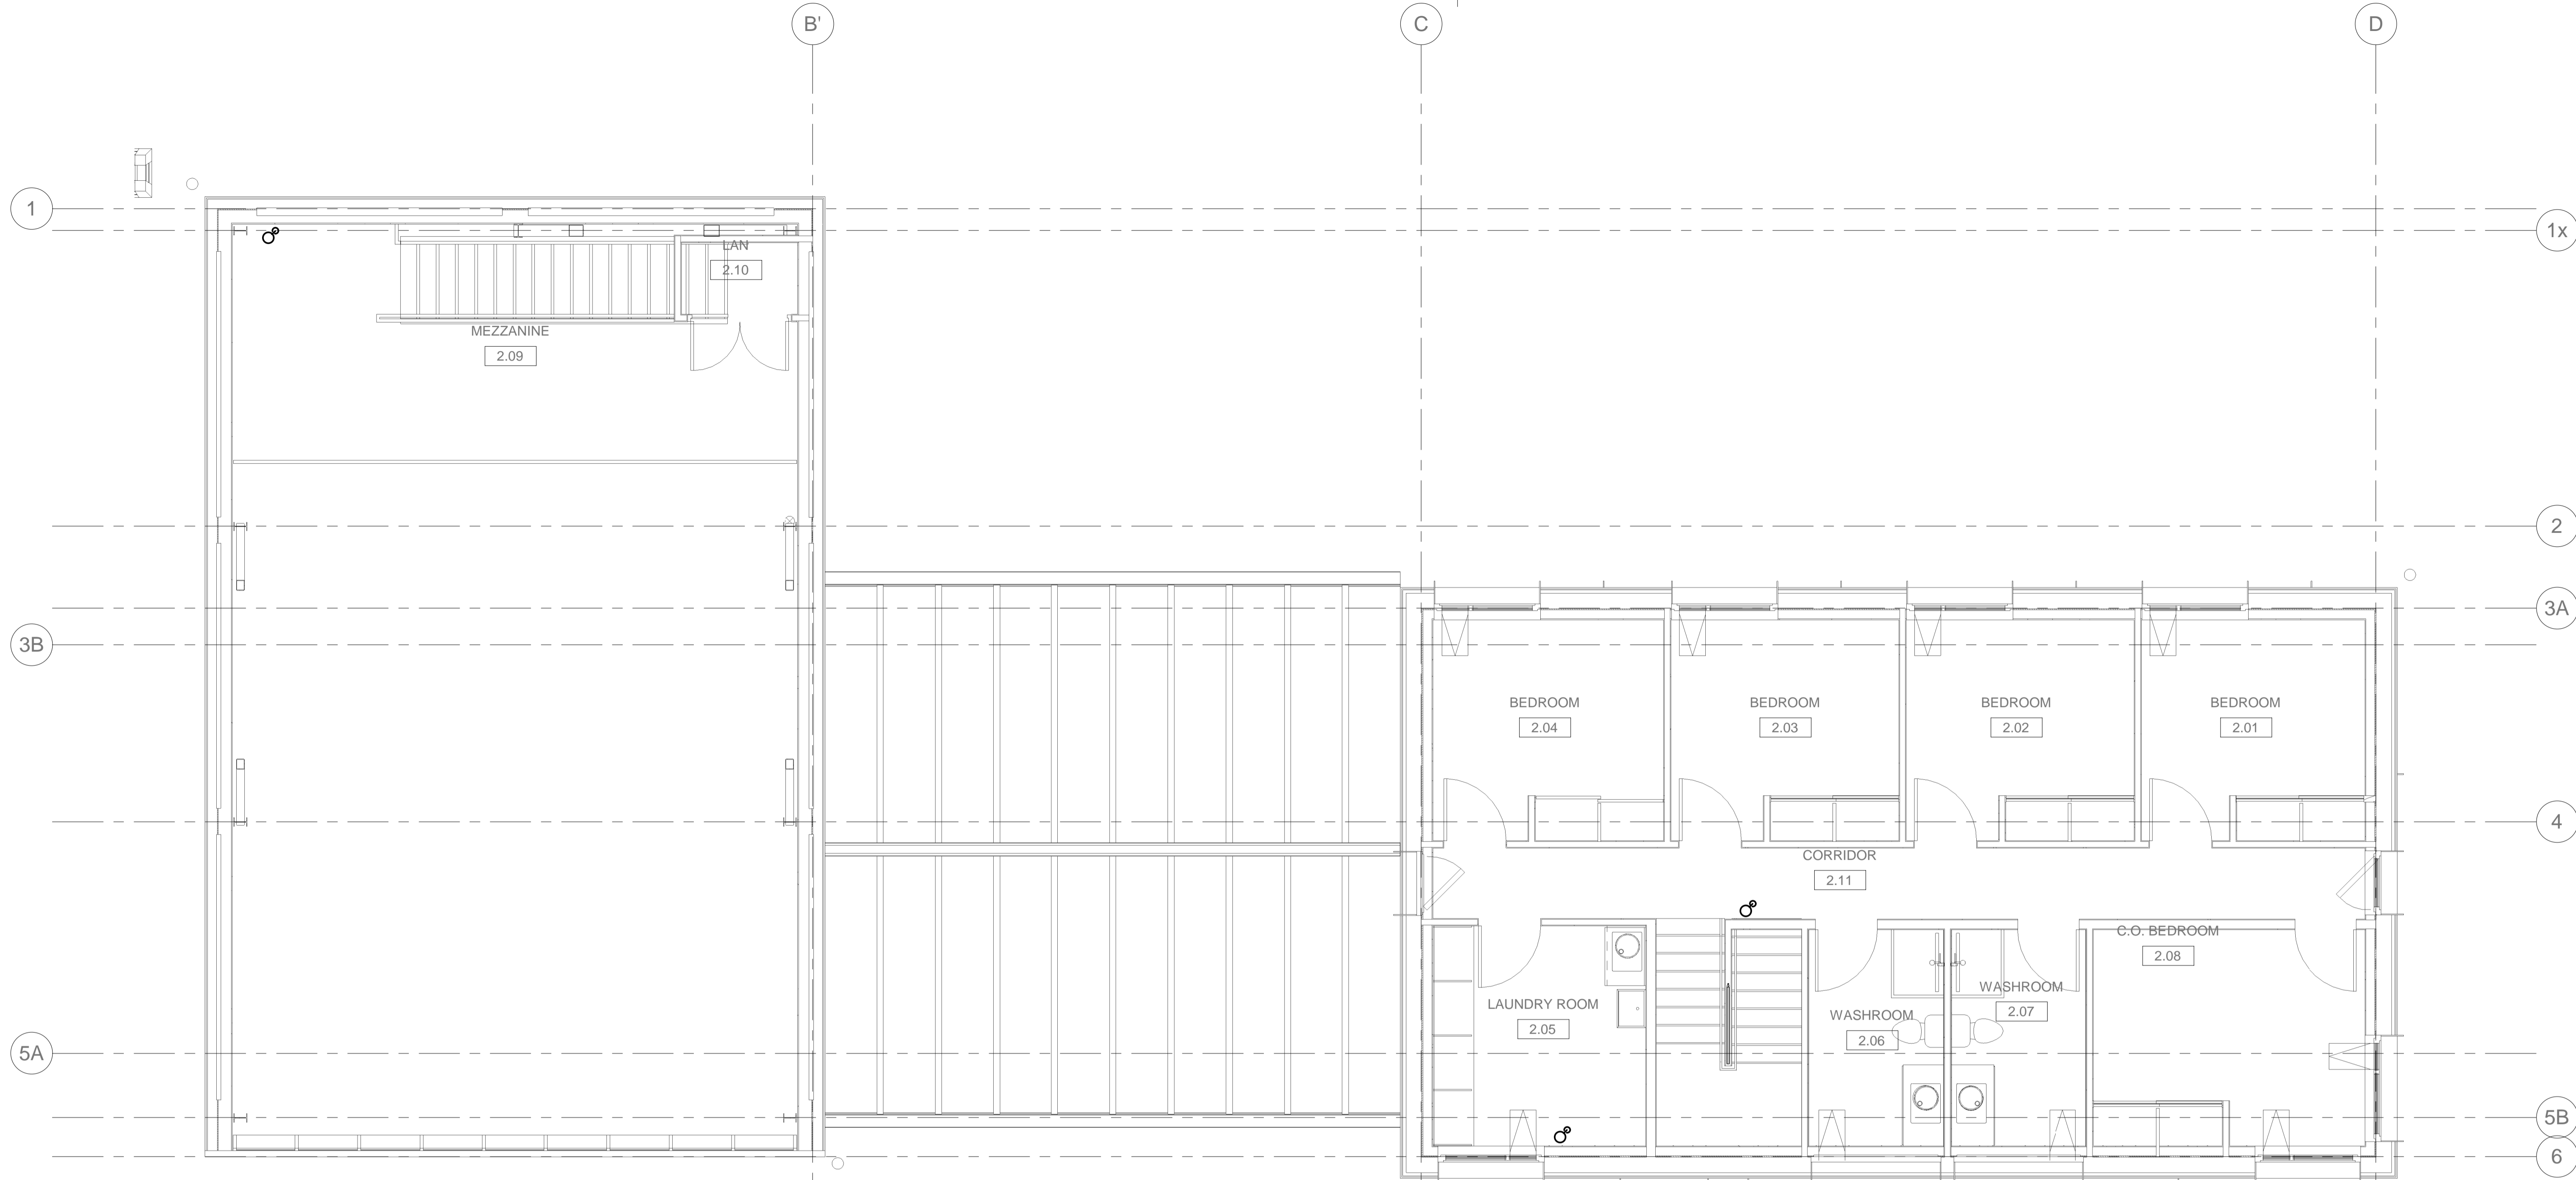 B'
C
D
1
1x
LAN
2.10
MEZZANINE
2.09
2
3A
3B
BEDROOM
2.04
BEDROOM
2.03
BEDROOM
2.02
BEDROOM
2.01
4
CORRIDOR
2.11
C.O. BEDROOM
2.08
LAUNDRY ROOM
2.05
WASHROOM
2.06
WASHROOM
2.07
5A
5B
6